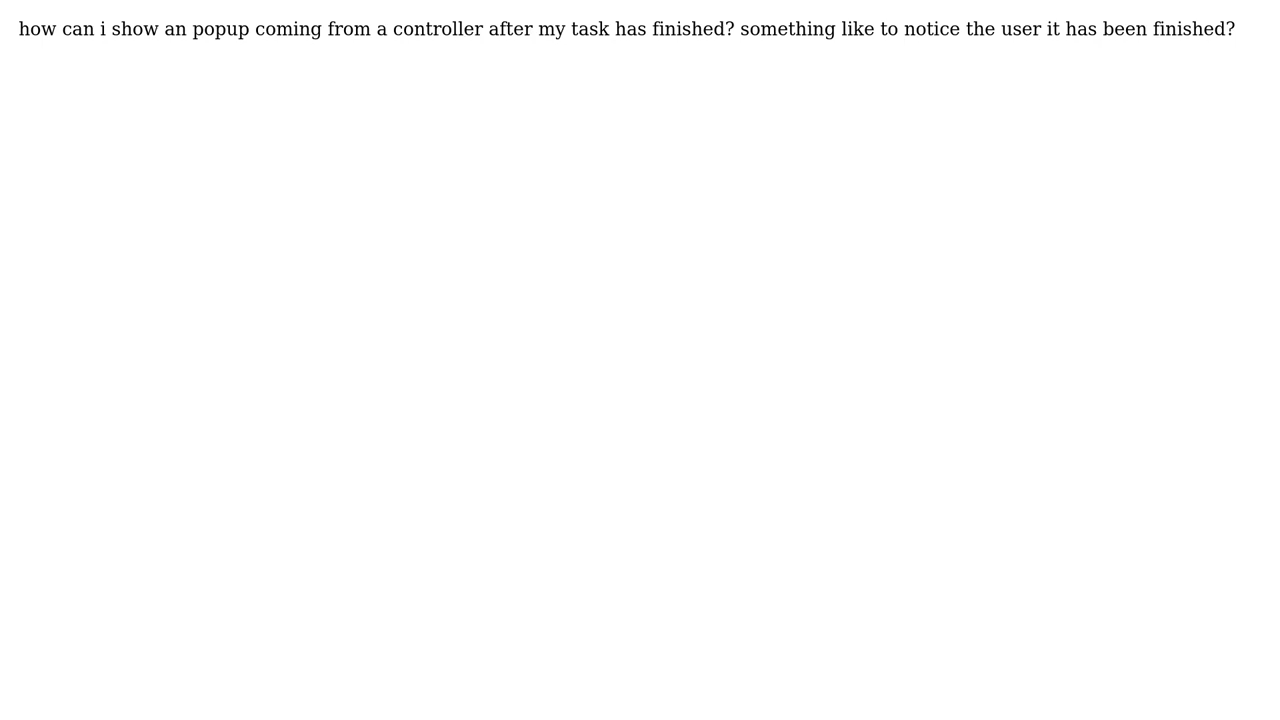 how can i show an popup coming from a controller after my task has finished? something like to notice the user it has been finished?